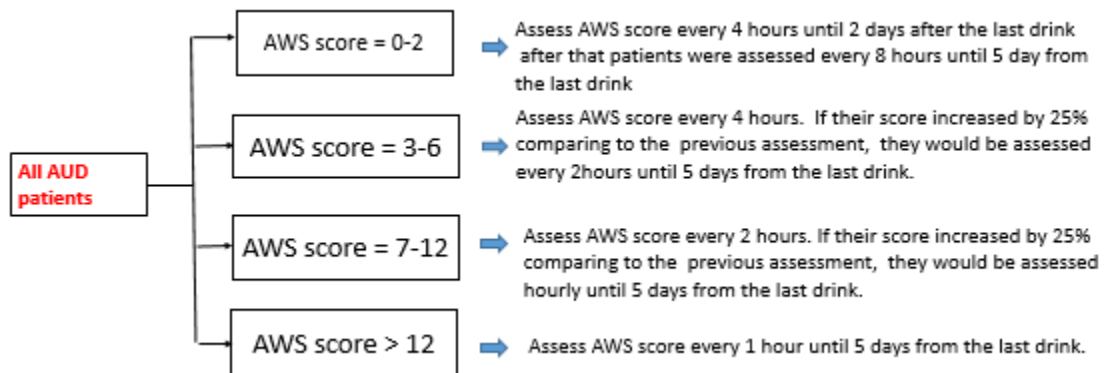 All AUD
patients
AWS score = 0-2
Assess AWS score every 4 hours until 2 days after the last drink
after that patients were assessed every 8 hours until 5 day from
the last drink
AWS score = 3-6
Assess AWS score every 4 hours. If their score increased by 25%
comparing to the previous assessment, they would be assessed
every 2hours until 5 days from the last drink.
AWS score = 7-12
Assess AWS score every 2 hours. If their score increased by 25%
comparing to the previous assessment, they would be assessed
hourly until 5 days from the last drink.
AWS score > 12
Assess AWS score every 1 hour until 5 days from the last drink.